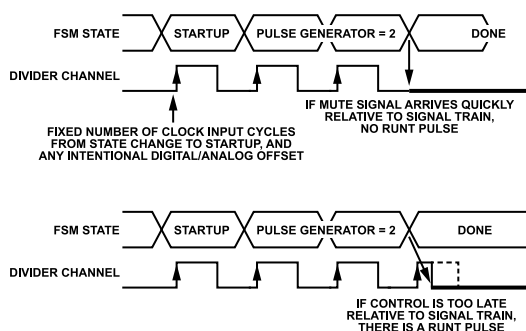 FSM STATE
STARTUP
PULSE GENERATOR = 2
DONE
DIVIDER CHANNEL
FIXED NUMBER OF CLOCK INPUT CYCLES
FROM STATE CHANGE TO STARTUP, AND
ANY INTENTIONAL DIGITAL/ANALOG OFFSET
IF MUTE SIGNAL ARRIVES QUICKLY
RELATIVE TO SIGNAL TRAIN,
NO RUNT PULSE
FSM STATE
STARTUP
PULSE GENERATOR = 2
DONE
DIVIDER CHANNEL
IF CONTROL IS TOO LATE
RELATIVE TO SIGNAL TRAIN,
THERE IS A RUNT PULSE